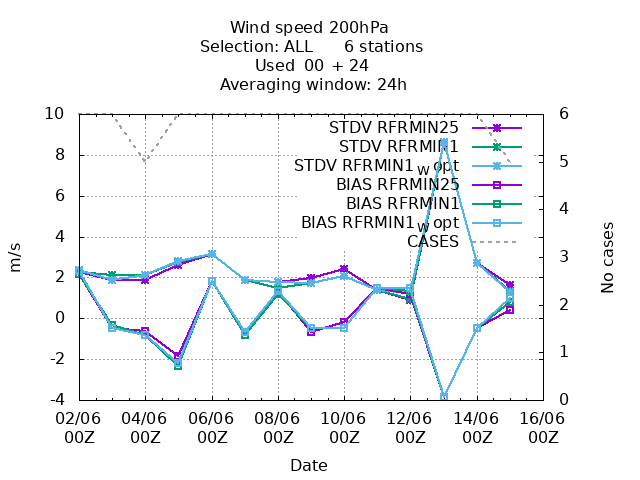 Wind speed 200hPa
Selection: ALL 6 stations
Used 00 + 24
Averaging window: 24h
10
8
6
4
2
0
-2
-4
m/s
6
5
4
3
2
1
0
No cases
STDV RFRMIN25
STDV RFRMIN1
STDV RFRMIN1_w opt
BIAS RFRMIN25
BIAS RFRMIN1
BIAS RFRMIN1_w opt
CASES
02/06 04/06 06/06 08/06 10/06 12/06 14/06 16/06
00Z 00Z 00Z 00Z 00Z 00Z 00Z 00Z
Date